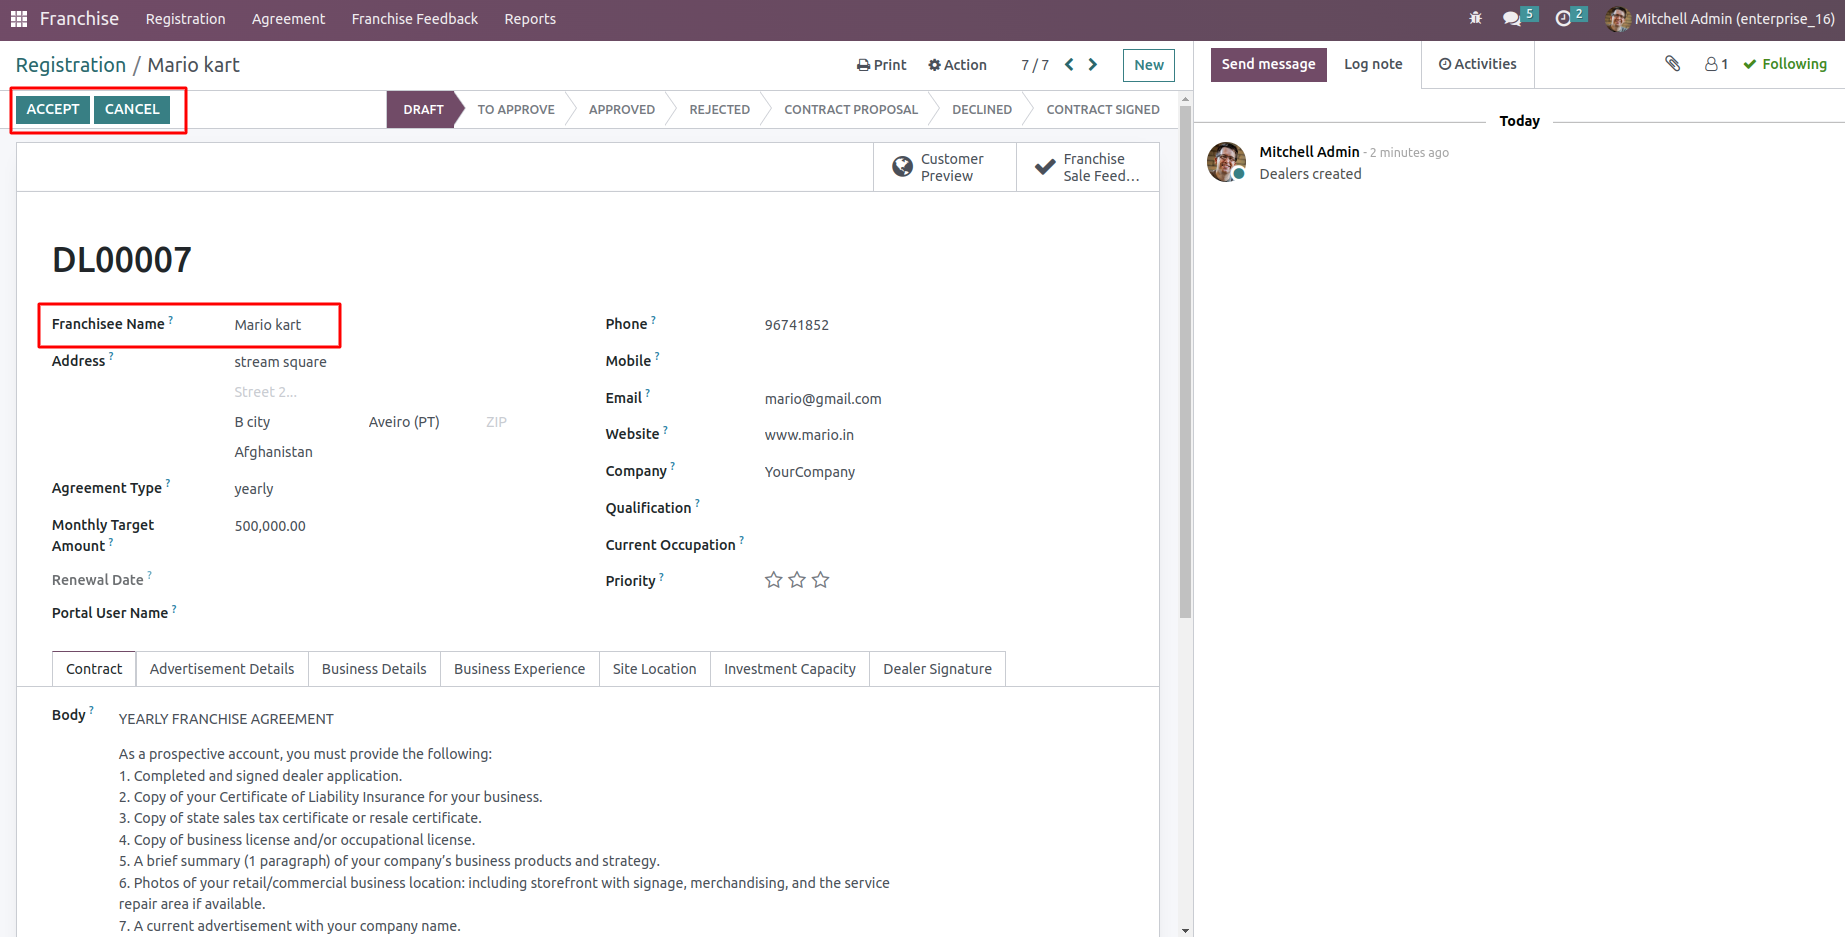 Franchise Registration Agreement Franchise Feedback Reports 5 2 Mitchell Admin (enterprise_16)
Registration / Mario kart Print Action 7 / 7 New
Send message Log note Activities 1 Following
ACCEPT CANCEL DRAFT TO APPROVE APPROVED REJECTED CONTRACT PROPOSAL DECLINED CONTRACT SIGNED
Today
Mitchell Admin - 2 minutes ago
Dealers created
Customer
Preview
Franchise
Sale Feed...
DL00007
Franchisee Name ? Mario kart
Address ? stream square
Street 2...
B city Aveiro (PT) ZIP
Afghanistan
Agreement Type ? yearly
Monthly Target
Amount ? 500,000.00
Renewal Date ?
Portal User Name ?
Phone ? 96741852
Mobile ?
Email ? mario@gmail.com
Website ? www.mario.in
Company ? YourCompany
Qualification ?
Current Occupation ?
Priority ?
Contract Advertisement Details Business Details Business Experience Site Location Investment Capacity Dealer Signature
Body ? YEARLY FRANCHISE AGREEMENT
As a prospective account, you must provide the following:
1. Completed and signed dealer application.
2. Copy of your Certificate of Liability Insurance for your business.
3. Copy of state sales tax certificate or resale certificate.
4. Copy of business license and/or occupational license.
5. A brief summary (1 paragraph) of your company’s business products and strategy.
6. Photos of your retail/commercial business location: including storefront with signage, merchandising, and the service
repair area if available.
7. A current advertisement with your company name.